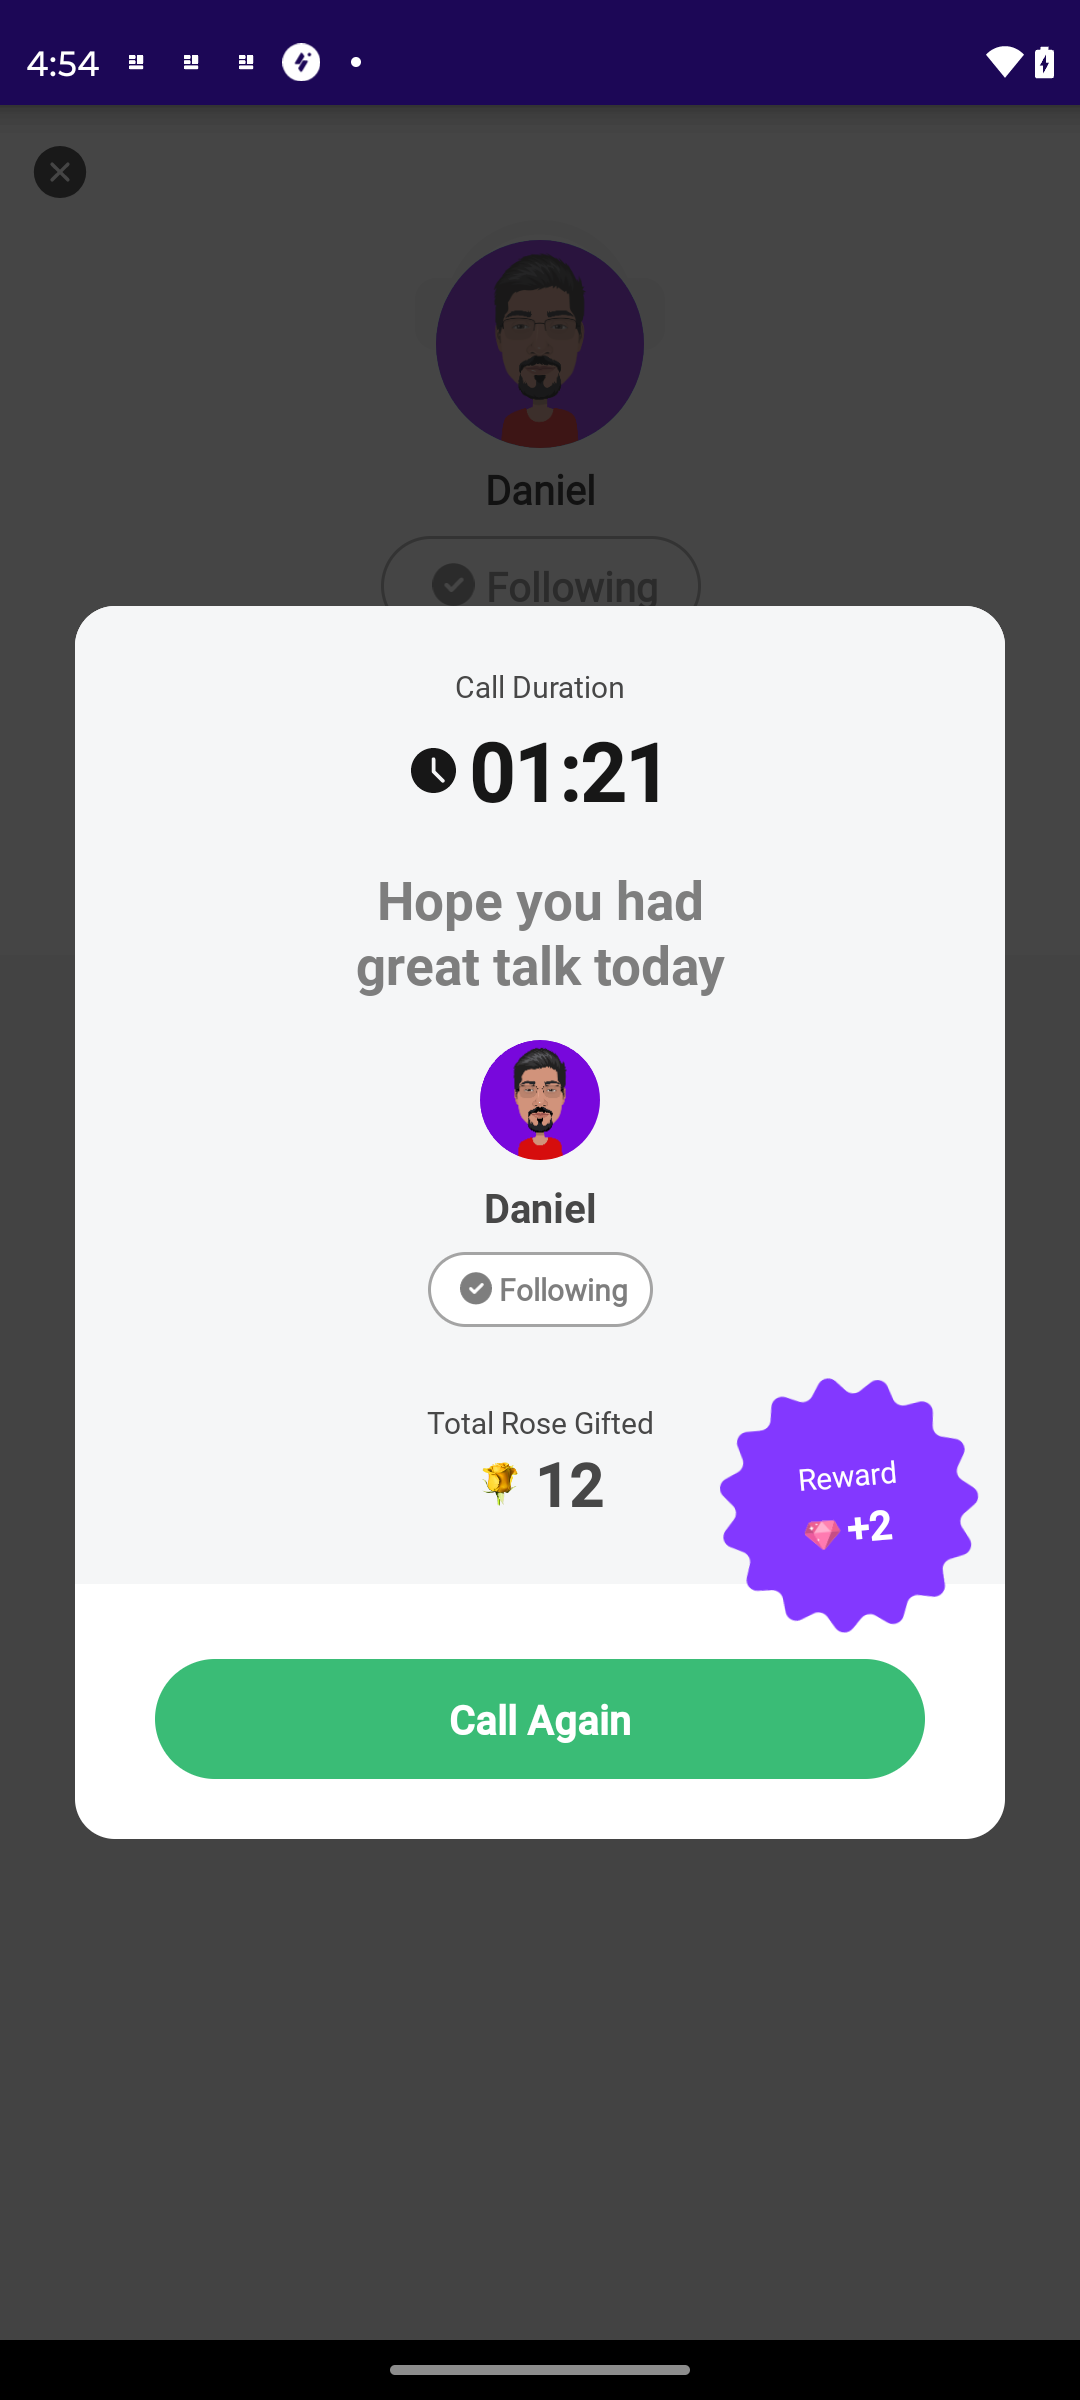 4:54
Daniel
Following
Call Duration
01:21
Hope you had
great talk today
Daniel
Following
Total Rose Gifted
12
Reward
+2
Call Again